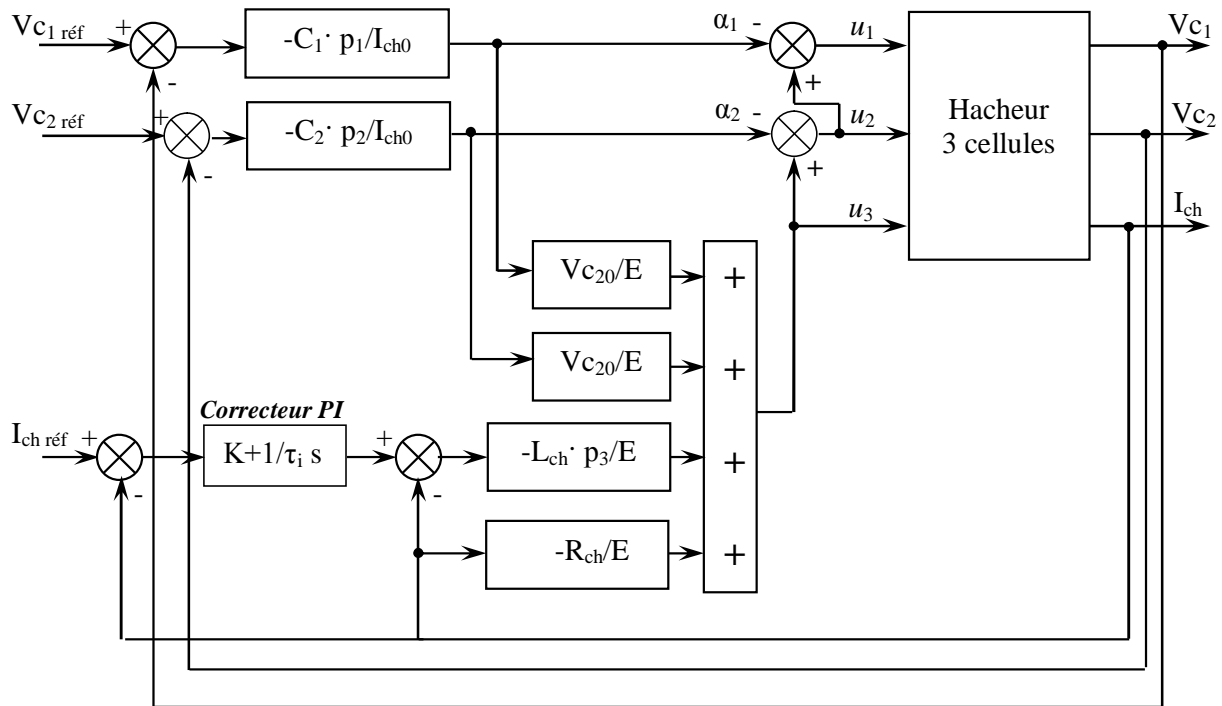 Vc₁ réf
+
-
-C₁· p₁/Ich0
α₁
-
+
u₁
Vc₁
Vc₂ réf
+
-
-C₂· p₂/Ich0
α₂
-
+
u₂
Hacheur
3 cellules
Vc₂
u₃
Ich
Vc₂₀/E
+
Vc₂₀/E
+
Correcteur PI
Ich réf
+
-
K+1/τᵢ s
+
-
-Lch· p₃/E
+
-Rch/E
+